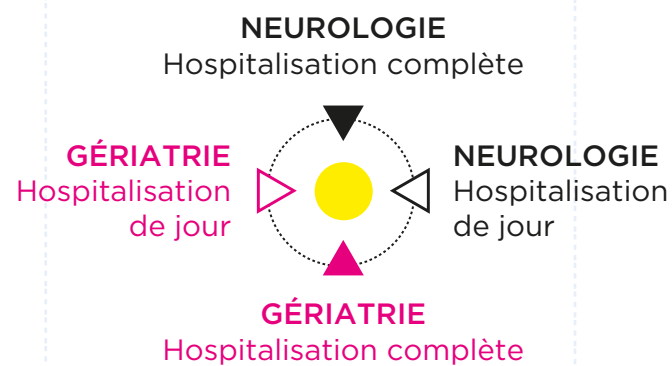 NEUROLOGIE
Hospitalisation complète
GÉRIATRIE
Hospitalisation
de jour
NEUROLOGIE
Hospitalisation
de jour
GÉRIATRIE
Hospitalisation complète